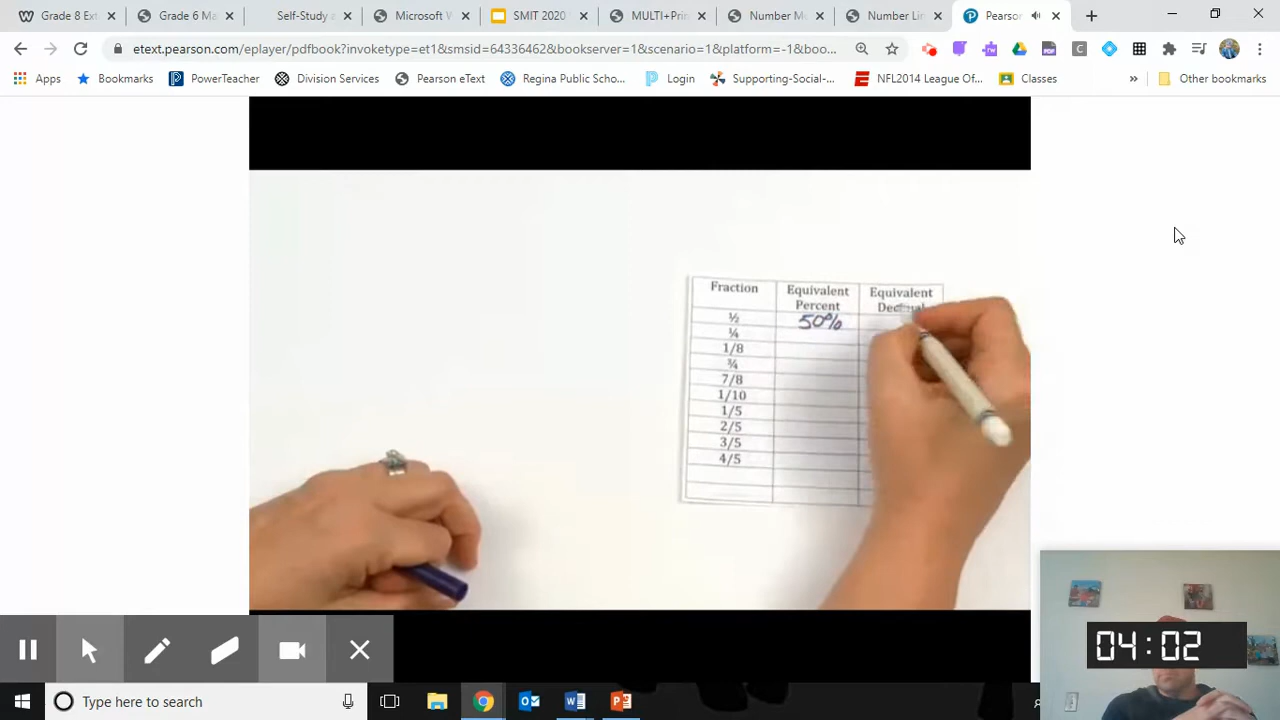 Grade 8 Ext
Grade 6 Ma
Self-Study a
Microsoft W
SMIT 2020
MULTI+Prin
Number Mo
Number Lin
Pearson
etext.pearson.com/eplayer/pdfbook?invoketype=et1&smsid=64336462&bookserver=1&scenario=1&platform=-1&boo...
Apps
Bookmarks
PowerTeacher
Division Services
Pearson eText
Regina Public Scho...
Login
Supporting-Social-...
NFL2014 League Of...
Classes
»
Other bookmarks
Fraction Equivalent Percent Equivalent
½ 50%
¼
1/8
¾
7/8
1/10
1/5
2/5
3/5
4/5
04:02
Type here to search